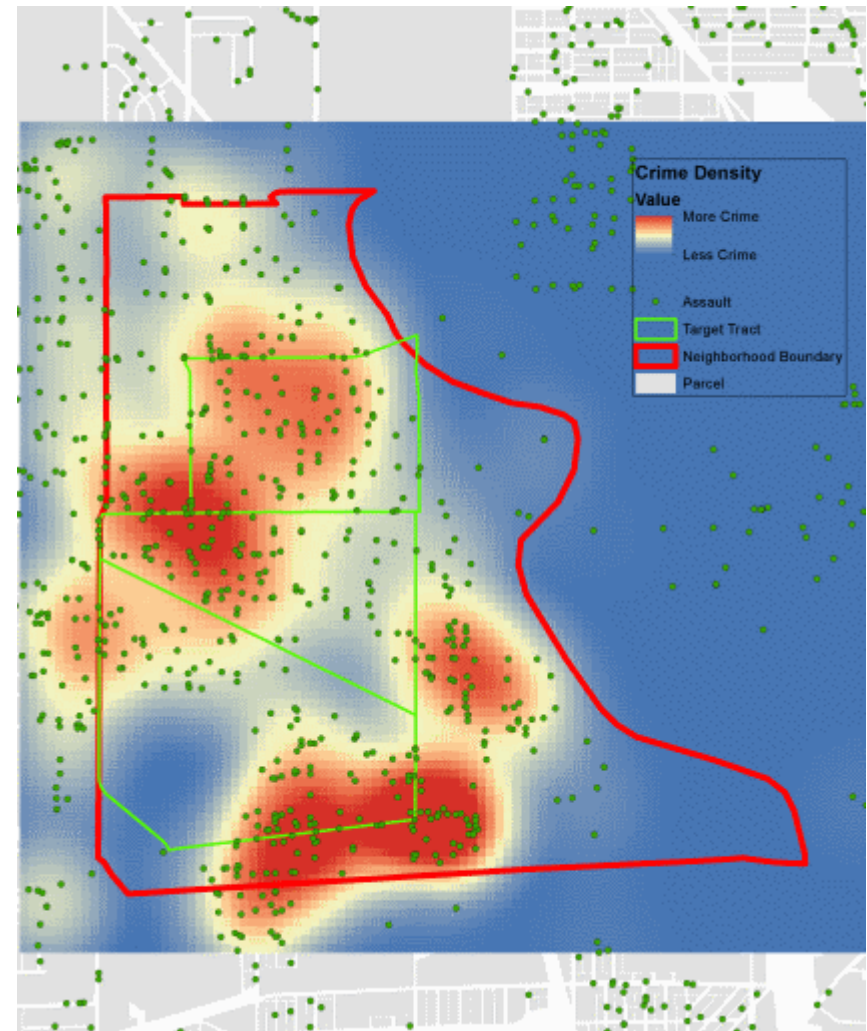 Crime Density
Value
More Crime
Less Crime
Assault
Target Tract
Neighborhood Boundary
Parcel